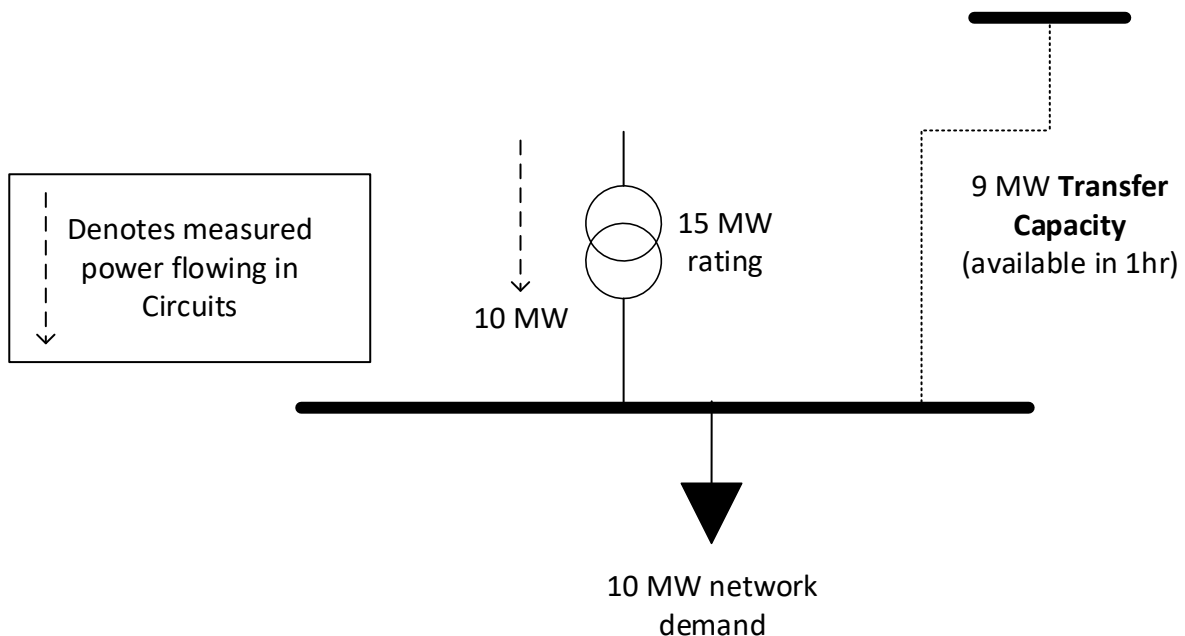 Denotes measured
power flowing in
Circuits
10 MW
15 MW
rating
9 MW Transfer
Capacity
(available in 1hr)
10 MW network
demand